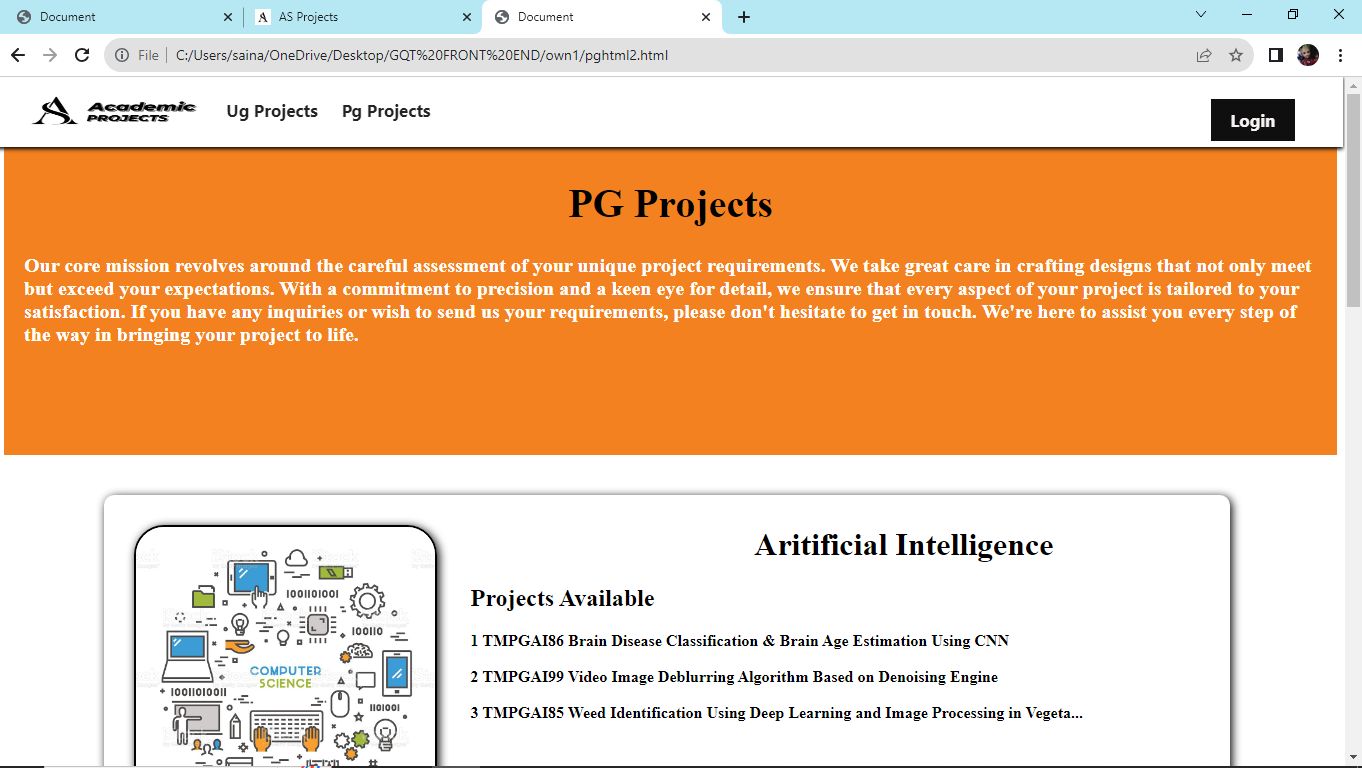 Document
AS Projects
Document
File
C:/Users/saina/OneDrive/Desktop/GQT%20FRONT%20END/own1/pghtml2.html
Academic
PROJECTS
Ug Projects
Pg Projects
Login
PG Projects
Our core mission revolves around the careful assessment of your unique project requirements. We take great care in crafting designs that not only meet
but exceed your expectations. With a commitment to precision and a keen eye for detail, we ensure that every aspect of your project is tailored to your
satisfaction. If you have any inquiries or wish to send us your requirements, please don't hesitate to get in touch. We're here to assist you every step of
the way in bringing your project to life.
Aritificial Intelligence
Projects Available
1 TMPGAI86 Brain Disease Classification & Brain Age Estimation Using CNN
2 TMPGAI99 Video Image Deblurring Algorithm Based on Denoising Engine
3 TMPGAI85 Weed Identification Using Deep Learning and Image Processing in Vegeta...
1001101001
100110
COMPUTER
SCIENCE
1001101001
1101001